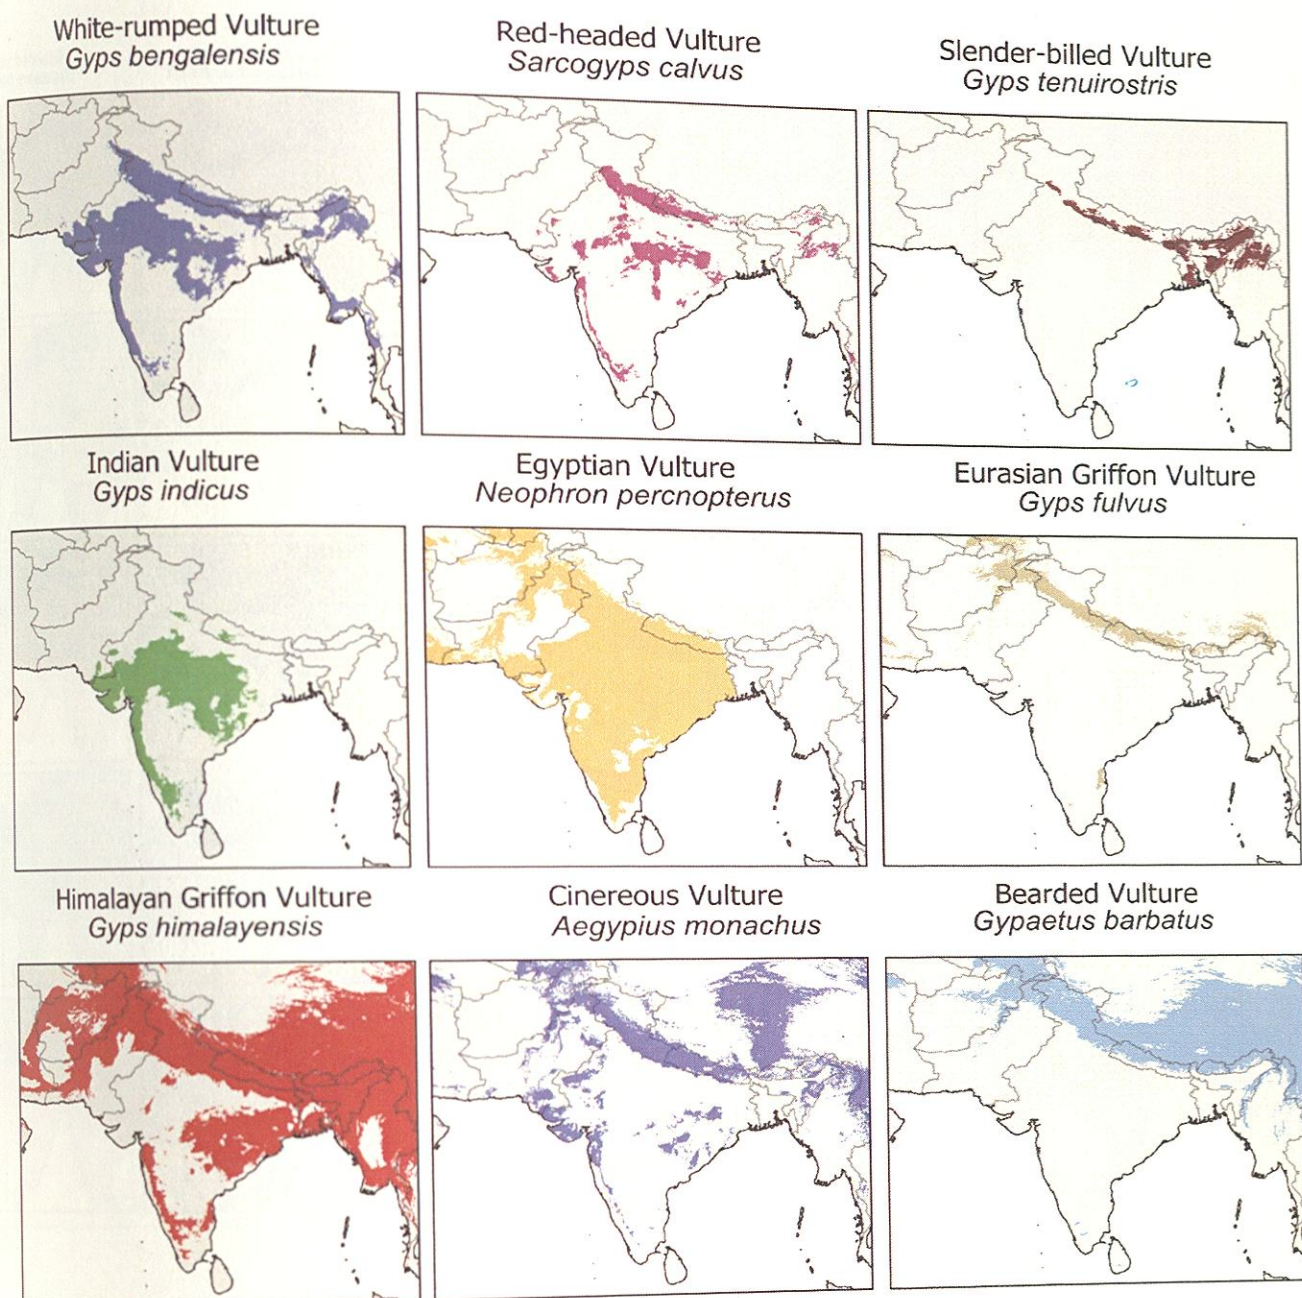 White-rumped Vulture
Gyps bengalensis
Red-headed Vulture
Sarcogyps calvus
Slender-billed Vulture
Gyps tenuirostris
Indian Vulture
Gyps indicus
Egyptian Vulture
Neophron percnopterus
Eurasian Griffon Vulture
Gyps fulvus
Himalayan Griffon Vulture
Gyps himalayensis
Cinereous Vulture
Aegypius monachus
Bearded Vulture
Gypaetus barbatus